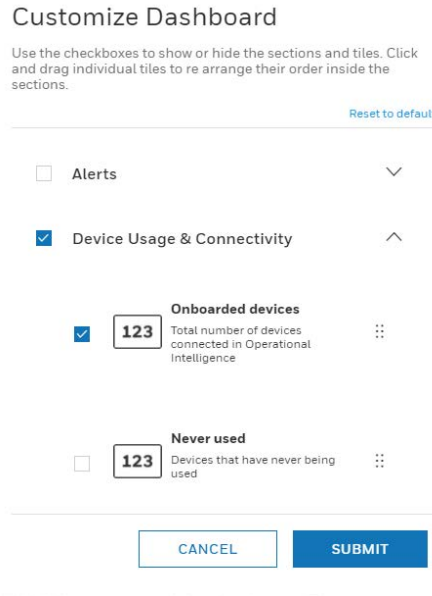 Customize Dashboard
Use the checkboxes to show or hide the sections and tiles. Click
and drag individual tiles to re arrange their order inside the
sections.
Reset to defaul
Alerts
Device Usage & Connectivity
Onboarded devices
123
Total number of devices
connected in Operational
Intelligence
Never used
123
Devices that have never being
used
CANCEL
SUBMIT